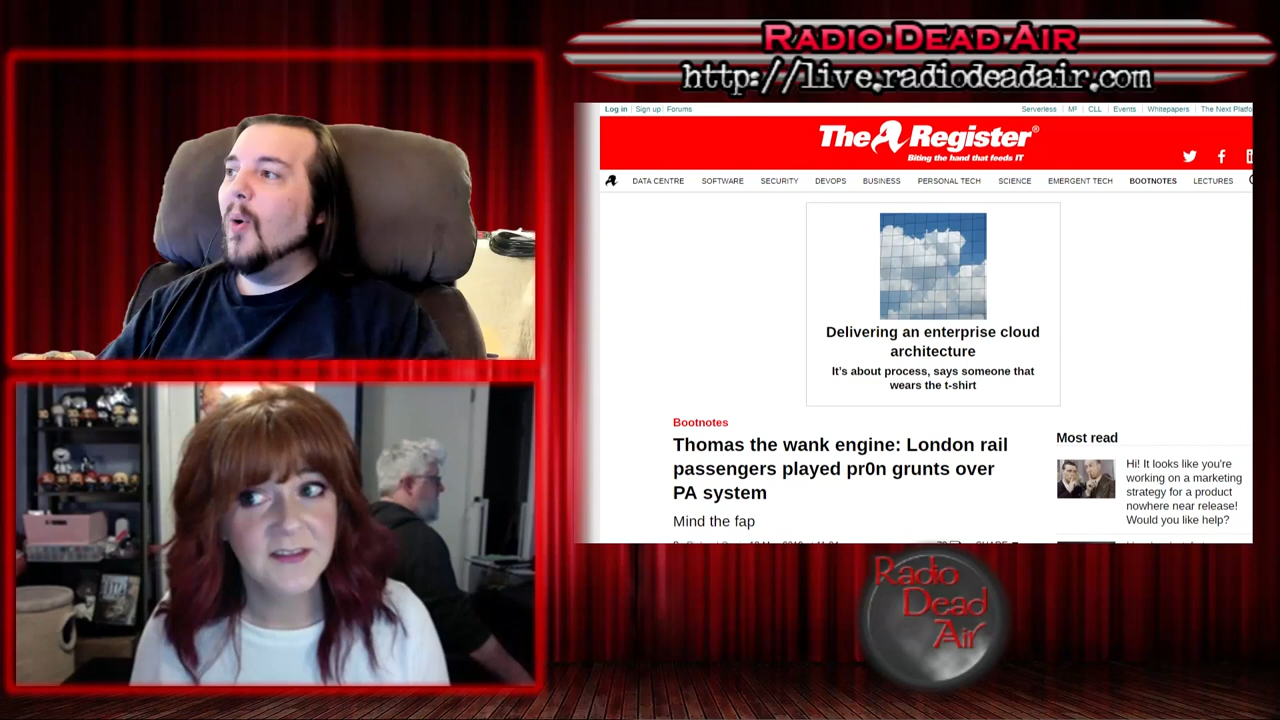 RADIO DEAD AIR
http://live.radiodeadair.com
Log in | Sign up | Forums
Serverless | M³ | CLL | Events | Whitepapers | The Next Platfo
The Register®
Biting the hand that feeds IT
DATA CENTRE SOFTWARE SECURITY DEVOPS BUSINESS PERSONAL TECH SCIENCE EMERGENT TECH BOOTNOTES LECTURES
Delivering an enterprise cloud
architecture
It's about process, says someone that
wears the t-shirt
Bootnotes
Thomas the wank engine: London rail
passengers played pr0n grunts over
PA system
Mind the fap
Most read
Hi! It looks like you're
working on a marketing
strategy for a product
nowhere near release!
Would you like help?
Radio
Dead
Air